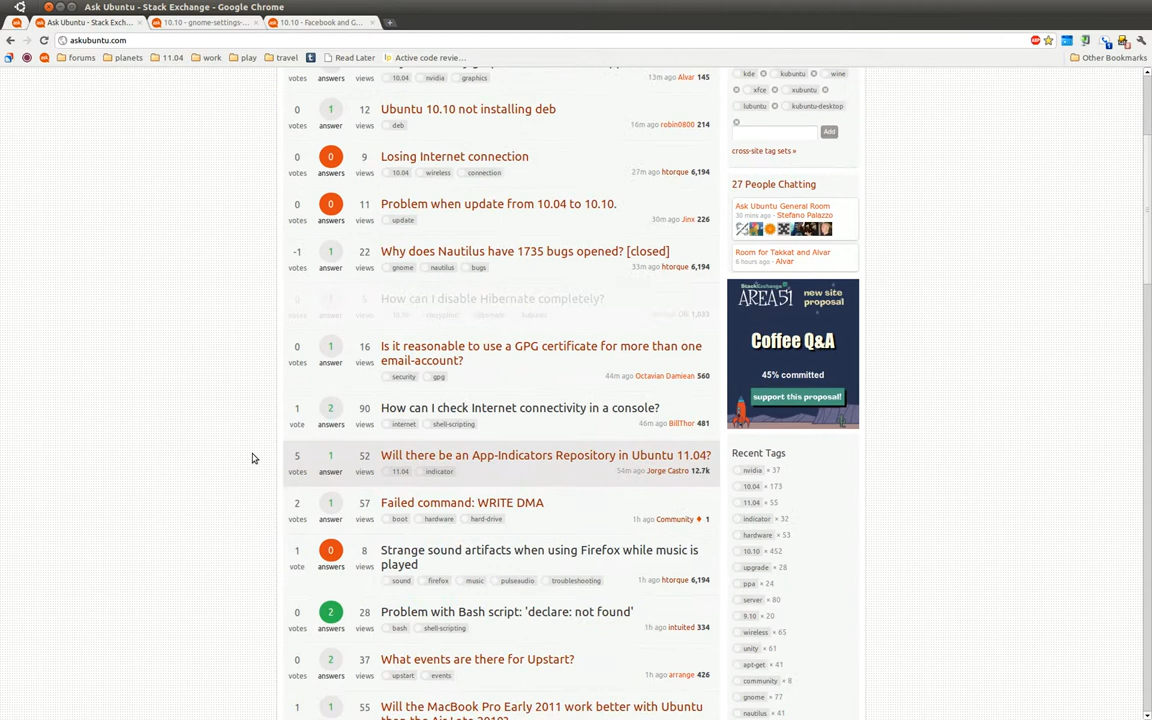 Ask Ubuntu - Stack Exchange - Google Chrome
Ask Ubuntu - Stack Exch...
10.10 - gnome-settings-...
10.10 - Facebook and G...
askubuntu.com
forums
planets
11.04
work
play
travel
Read Later
Active code revie...
Other Bookmarks
votes answers views
10.04 nvidia graphics
13m ago Alvar 145
0 1 12 Ubuntu 10.10 not installing deb
votes answer views
deb
16m ago robin0800 214
0 0 9 Losing Internet connection
votes answers views
10.04 wireless connection
27m ago htorque 6,194
0 0 11 Problem when update from 10.04 to 10.10.
votes answers views
update
30m ago Jinx 226
-1 1 22 Why does Nautilus have 1735 bugs opened? [closed]
votes answer views
gnome nautilus bugs
33m ago htorque 6,194
How can I disable Hibernate completely?
0 1 16 Is it reasonable to use a GPG certificate for more than one
email-account?
votes answer views
security gpg
44m ago Octavian Damiean 560
1 2 90 How can I check Internet connectivity in a console?
vote answers views
internet shell-scripting
46m ago BillThor 481
5 1 52 Will there be an App-Indicators Repository in Ubuntu 11.04?
votes answer views
11.04 indicator
54m ago Jorge Castro 12.7k
2 1 57 Failed command: WRITE DMA
votes answer views
boot hardware hard-drive
1h ago Community ♦ 1
1 0 8 Strange sound artifacts when using Firefox while music is
played
vote answers views
sound firefox music pulseaudio troubleshooting
1h ago htorque 6,194
0 2 28 Problem with Bash script: 'declare: not found'
votes answers views
bash shell-scripting
1h ago intuited 334
0 2 37 What events are there for Upstart?
votes answers views
upstart events
1h ago arrange 426
1 1 55 Will the MacBook Pro Early 2011 work better with Ubuntu
kde kubuntu wine
xfce xubuntu
lubuntu kubuntu-desktop
Add
cross-site tag sets »
27 People Chatting
Ask Ubuntu General Room
30 mins ago - Stefano Palazzo
Room for Takkat and Alvar
6 hours ago - Alvar
StackExchange
AREA51
new site
proposal
Coffee Q&A
45% committed
support this proposal!
Recent Tags
nvidia × 37
10.04 × 173
11.04 × 55
indicator × 32
hardware × 53
10.10 × 452
upgrade × 28
ppa × 24
server × 80
9.10 × 20
wireless × 65
unity × 61
apt-get × 41
community × 8
gnome × 77
nautilus × 41